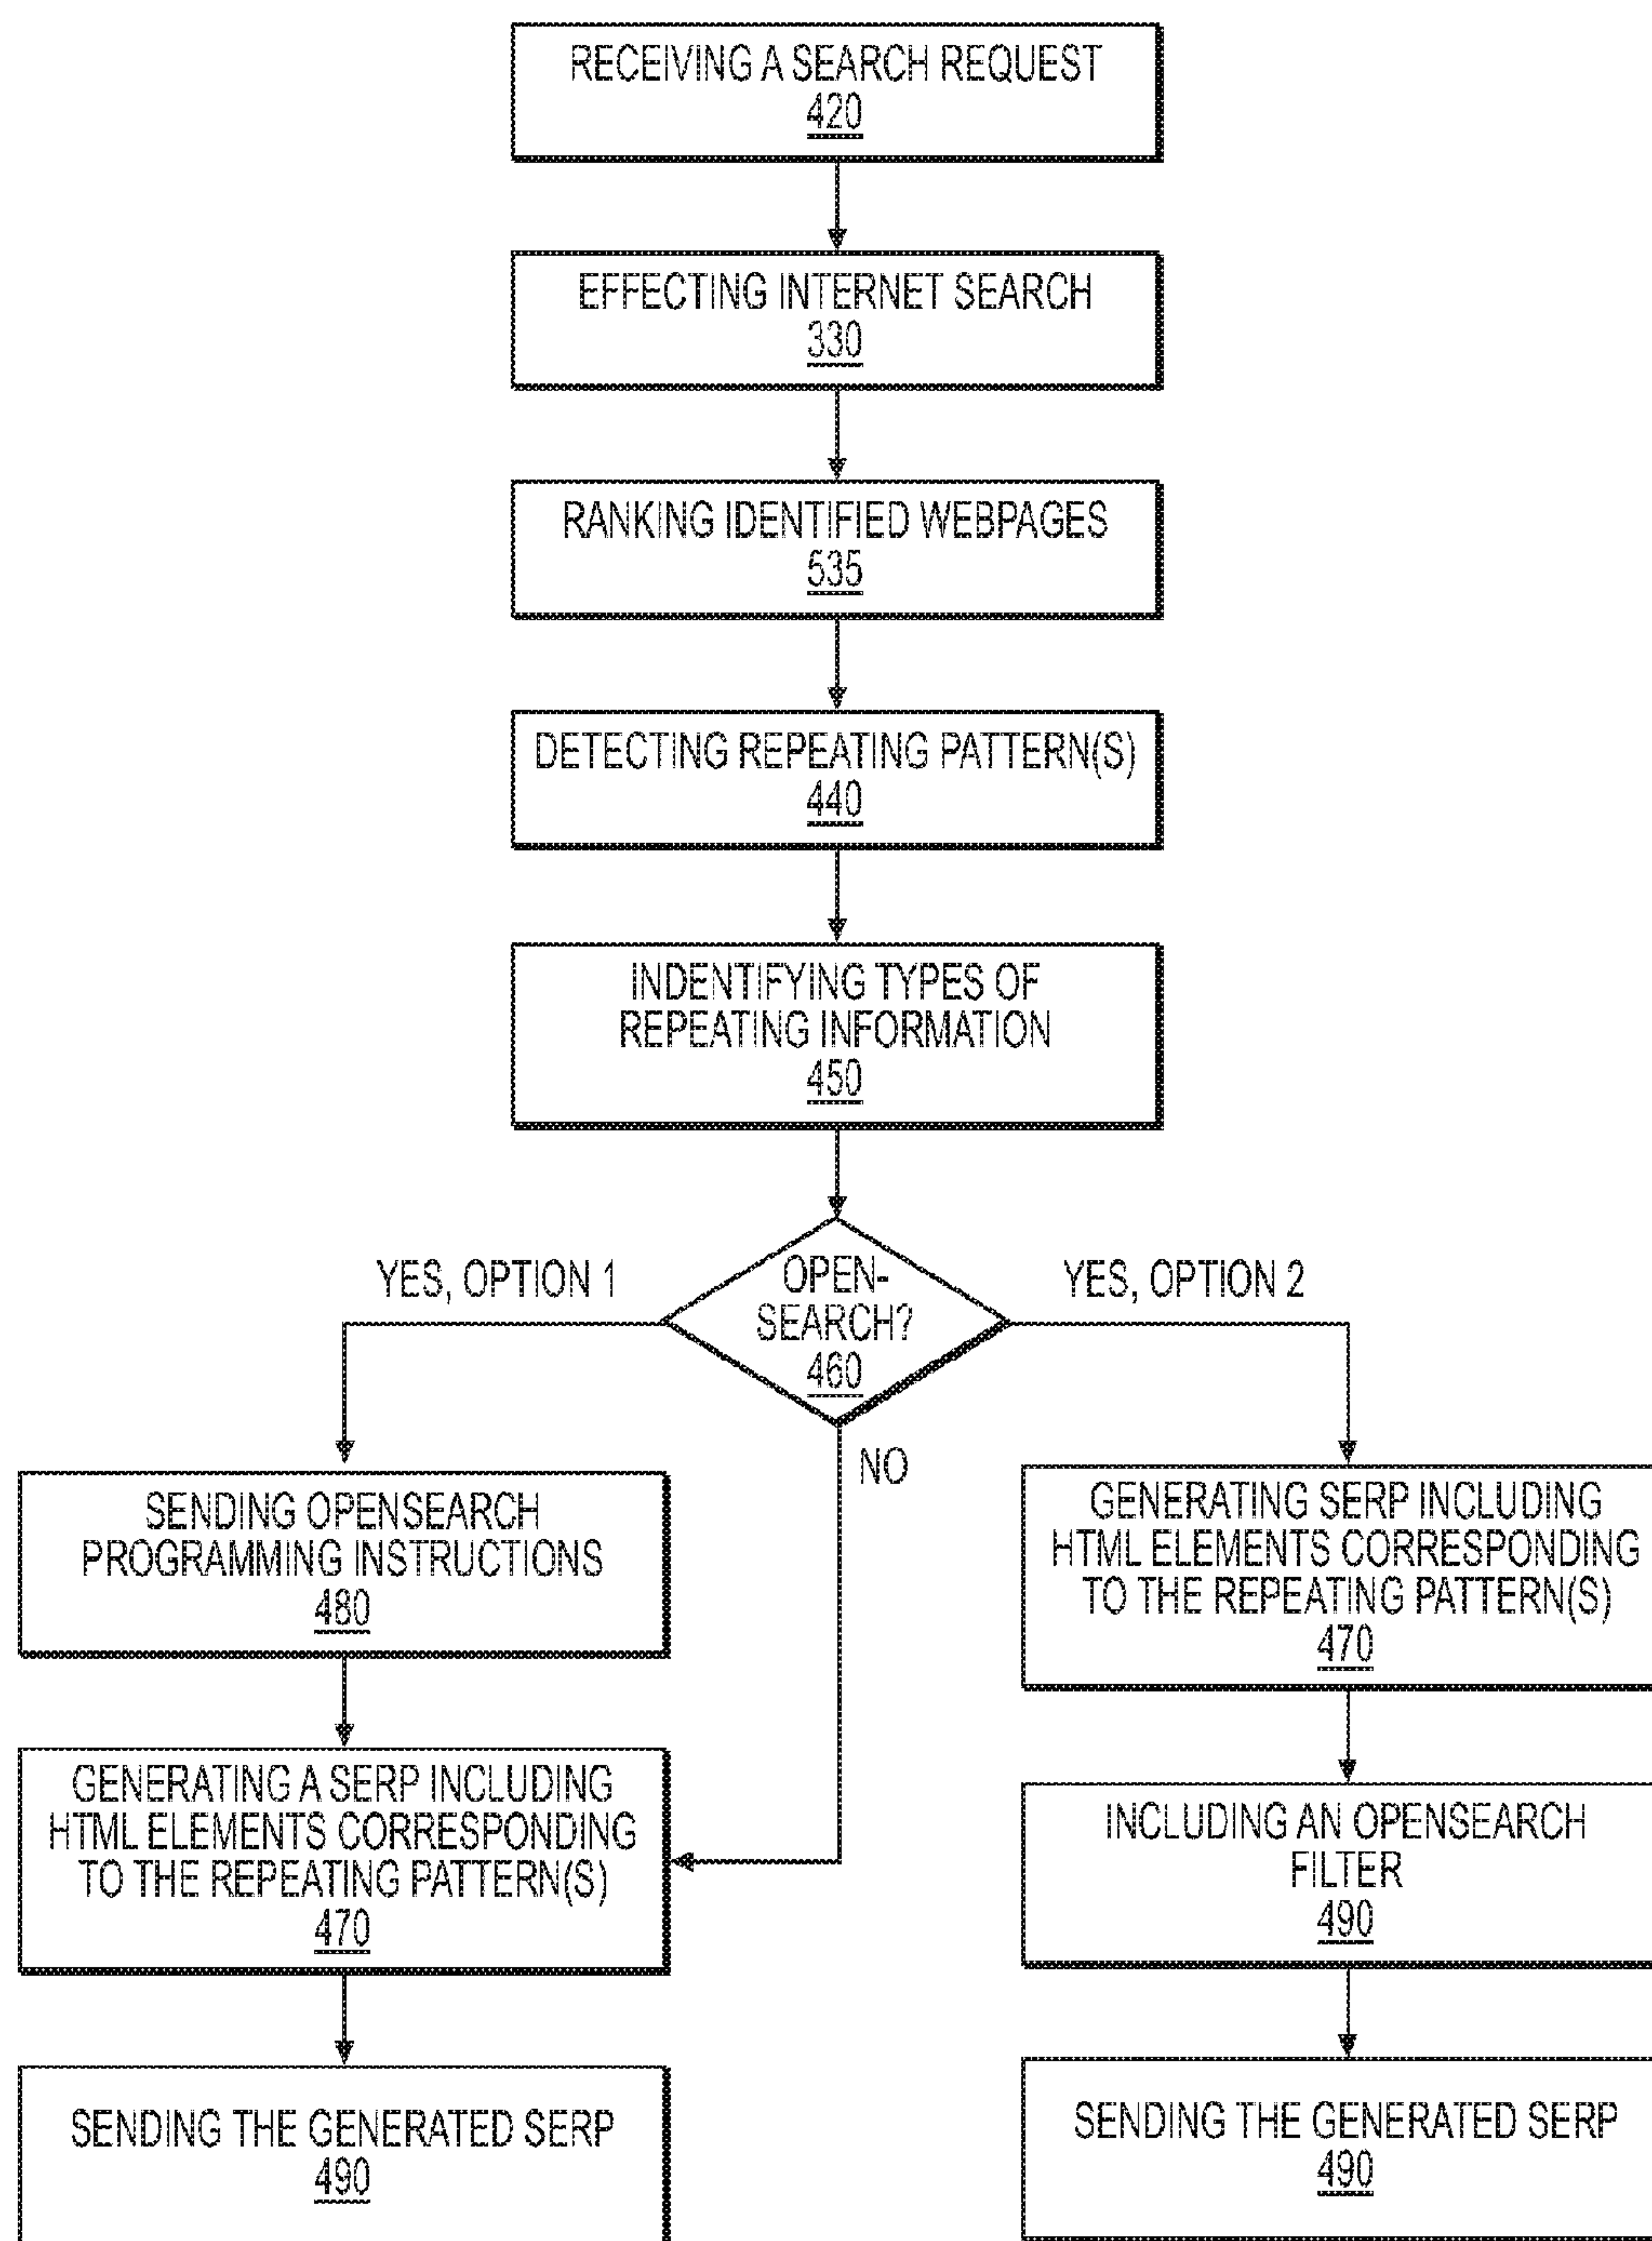 RECEIVING A SEARCH REQUEST
420
EFFECTING INTERNET SEARCH
330
RANKING IDENTIFIED WEBPAGES
535
DETECTING REPEATING PATTERN(S)
440
INDENTIFYING TYPES OF
REPEATING INFORMATION
450
OPEN-
SEARCH?
460
YES, OPTION 1
YES, OPTION 2
NO
SENDING OPENSEARCH
PROGRAMMING INSTRUCTIONS
480
GENERATING A SERP INCLUDING
HTML ELEMENTS CORRESPONDING
TO THE REPEATING PATTERN(S)
470
SENDING THE GENERATED SERP
490
GENERATING SERP INCLUDING
HTML ELEMENTS CORRESPONDING
TO THE REPEATING PATTERN(S)
470
INCLUDING AN OPENSEARCH
FILTER
490
SENDING THE GENERATED SERP
490